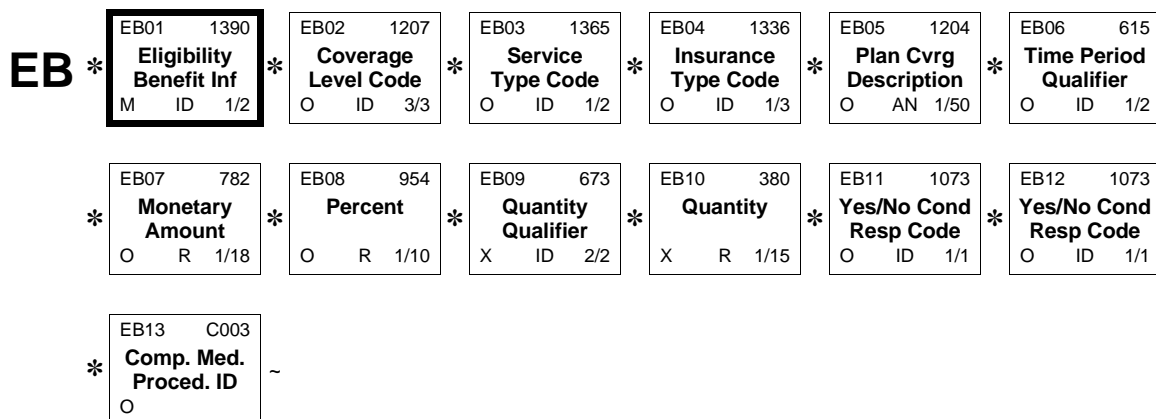 EB01 1390 EB02 1207 EB03 1365 EB04 1336 EB05 1204 EB06 615
EB * Eligibility * Coverage * Service * Insurance * Plan Cvrg * Time Period
Benefit Inf Level Code Type Code Type Code Description Qualifier
M ID 1/2 O ID 3/3 O ID 1/2 O ID 1/3 O AN 1/50 O ID 1/2
EB07 782 EB08 954 EB09 673 EB10 380 EB11 1073 EB12 1073
* Monetary * Percent * Quantity * Quantity * Yes/No Cond * Yes/No Cond
Amount Qualifier Resp Code Resp Code
O R 1/18 O R 1/10 X ID 2/2 X R 1/15 O ID 1/1 O ID 1/1
EB13 C003
* Comp. Med. ~
Proced. ID
O